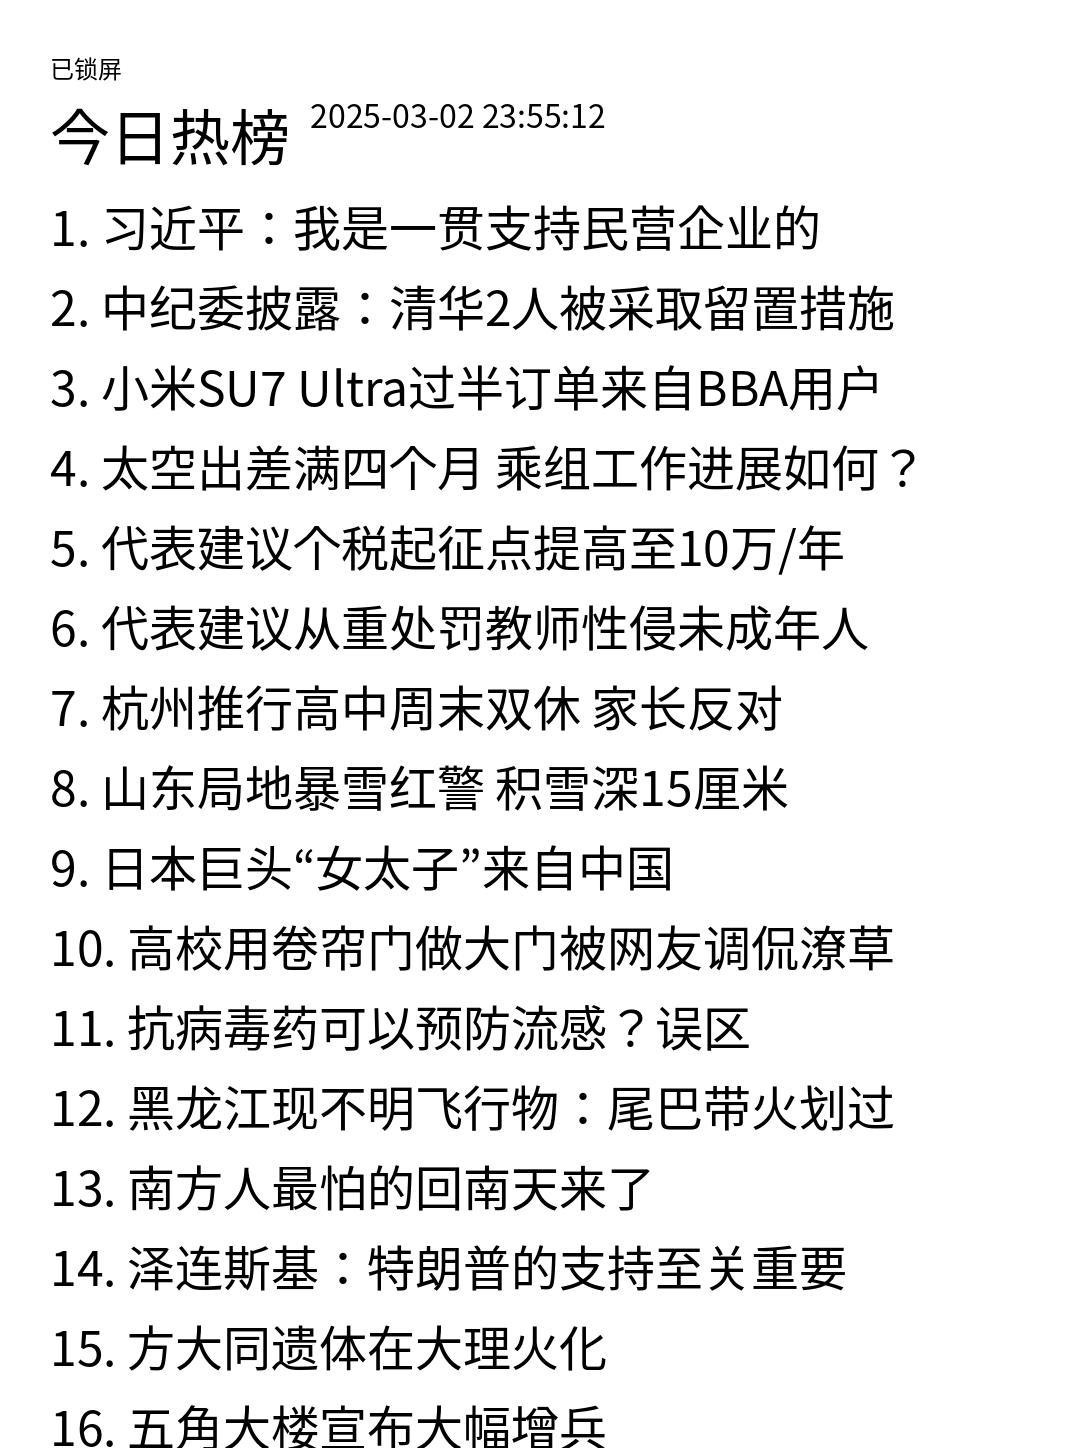 已锁屏
今日热榜 2025-03-02 23:55:12
1. 习近平：我是一贯支持民营企业的
2. 中纪委披露：清华2人被采取留置措施
3. 小米SU7 Ultra过半订单来自BBA用户
4. 太空出差满四个月 乘组工作进展如何？
5. 代表建议个税起征点提高至10万/年
6. 代表建议从重处罚教师性侵未成年人
7. 杭州推行高中周末双休 家长反对
8. 山东局地暴雪红警 积雪深15厘米
9. 日本巨头“女太子”来自中国
10. 高校用卷帘门做大门被网友调侃潦草
11. 抗病毒药可以预防流感？误区
12. 黑龙江现不明飞行物：尾巴带火划过
13. 南方人最怕的回南天来了
14. 泽连斯基：特朗普的支持至关重要
15. 方大同遗体在大理火化
16. 五角大楼宣布大幅增兵